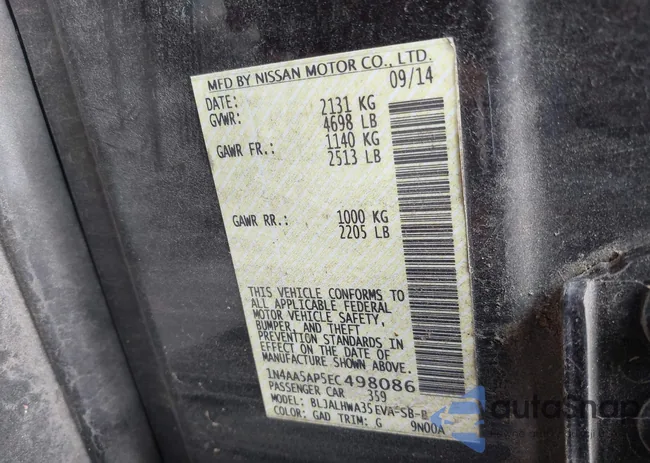 MFD BY NISSAN MOTOR CO., LTD.
DATE: 09/14
GVWR: 2131 KG
4698 LB
GAWR FR.: 1140 KG
2513 LB
GAWR RR.: 1000 KG
2205 LB
THIS VEHICLE CONFORMS TO
ALL APPLICABLE FEDERAL
MOTOR VEHICLE SAFETY,
BUMPER, AND THEFT
PREVENTION STANDARDS IN
EFFECT ON THE DATE OF
MANUFACTURE SHOWN ABOVE.
1N4AA5AP5EC498086
PASSENGER CAR 359
MODEL: BLJALHWA35EVA-SB-B
COLOR: GAD TRIM: G 9N00A
autoSnap